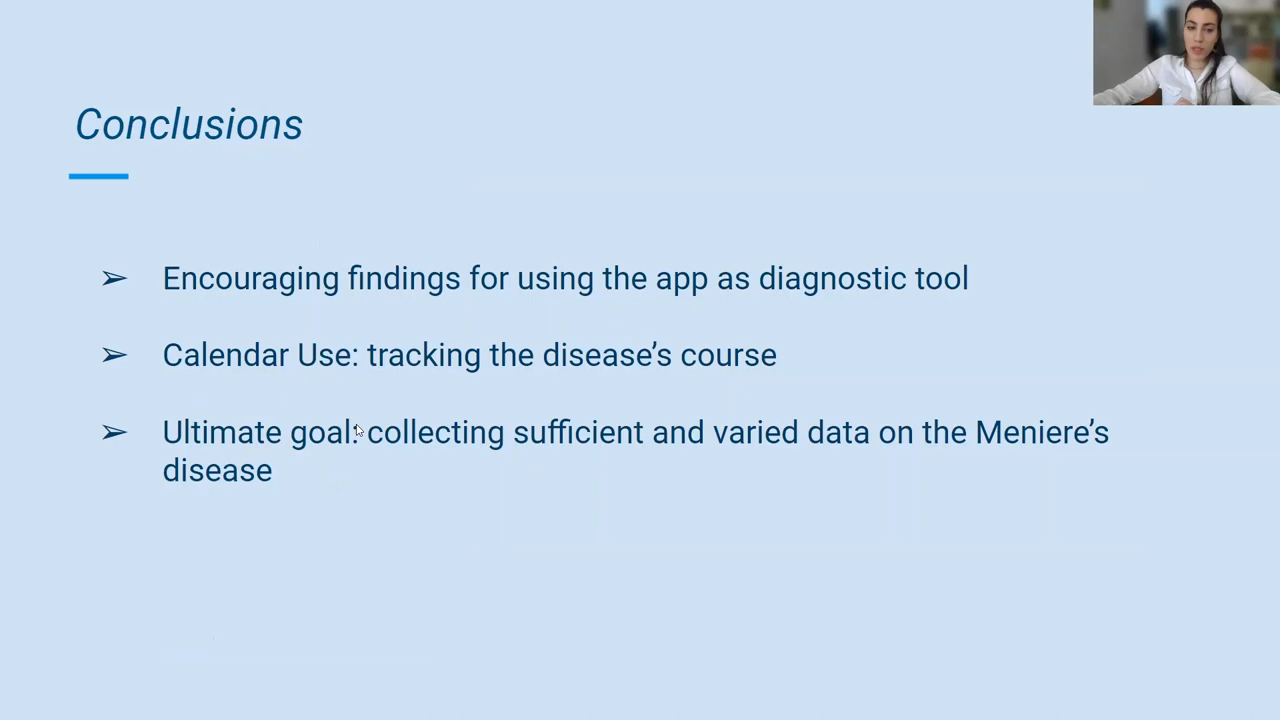 Conclusions
➢ Encouraging findings for using the app as diagnostic tool
➢ Calendar Use: tracking the disease’s course
➢ Ultimate goal: collecting sufficient and varied data on the Meniere’s
disease